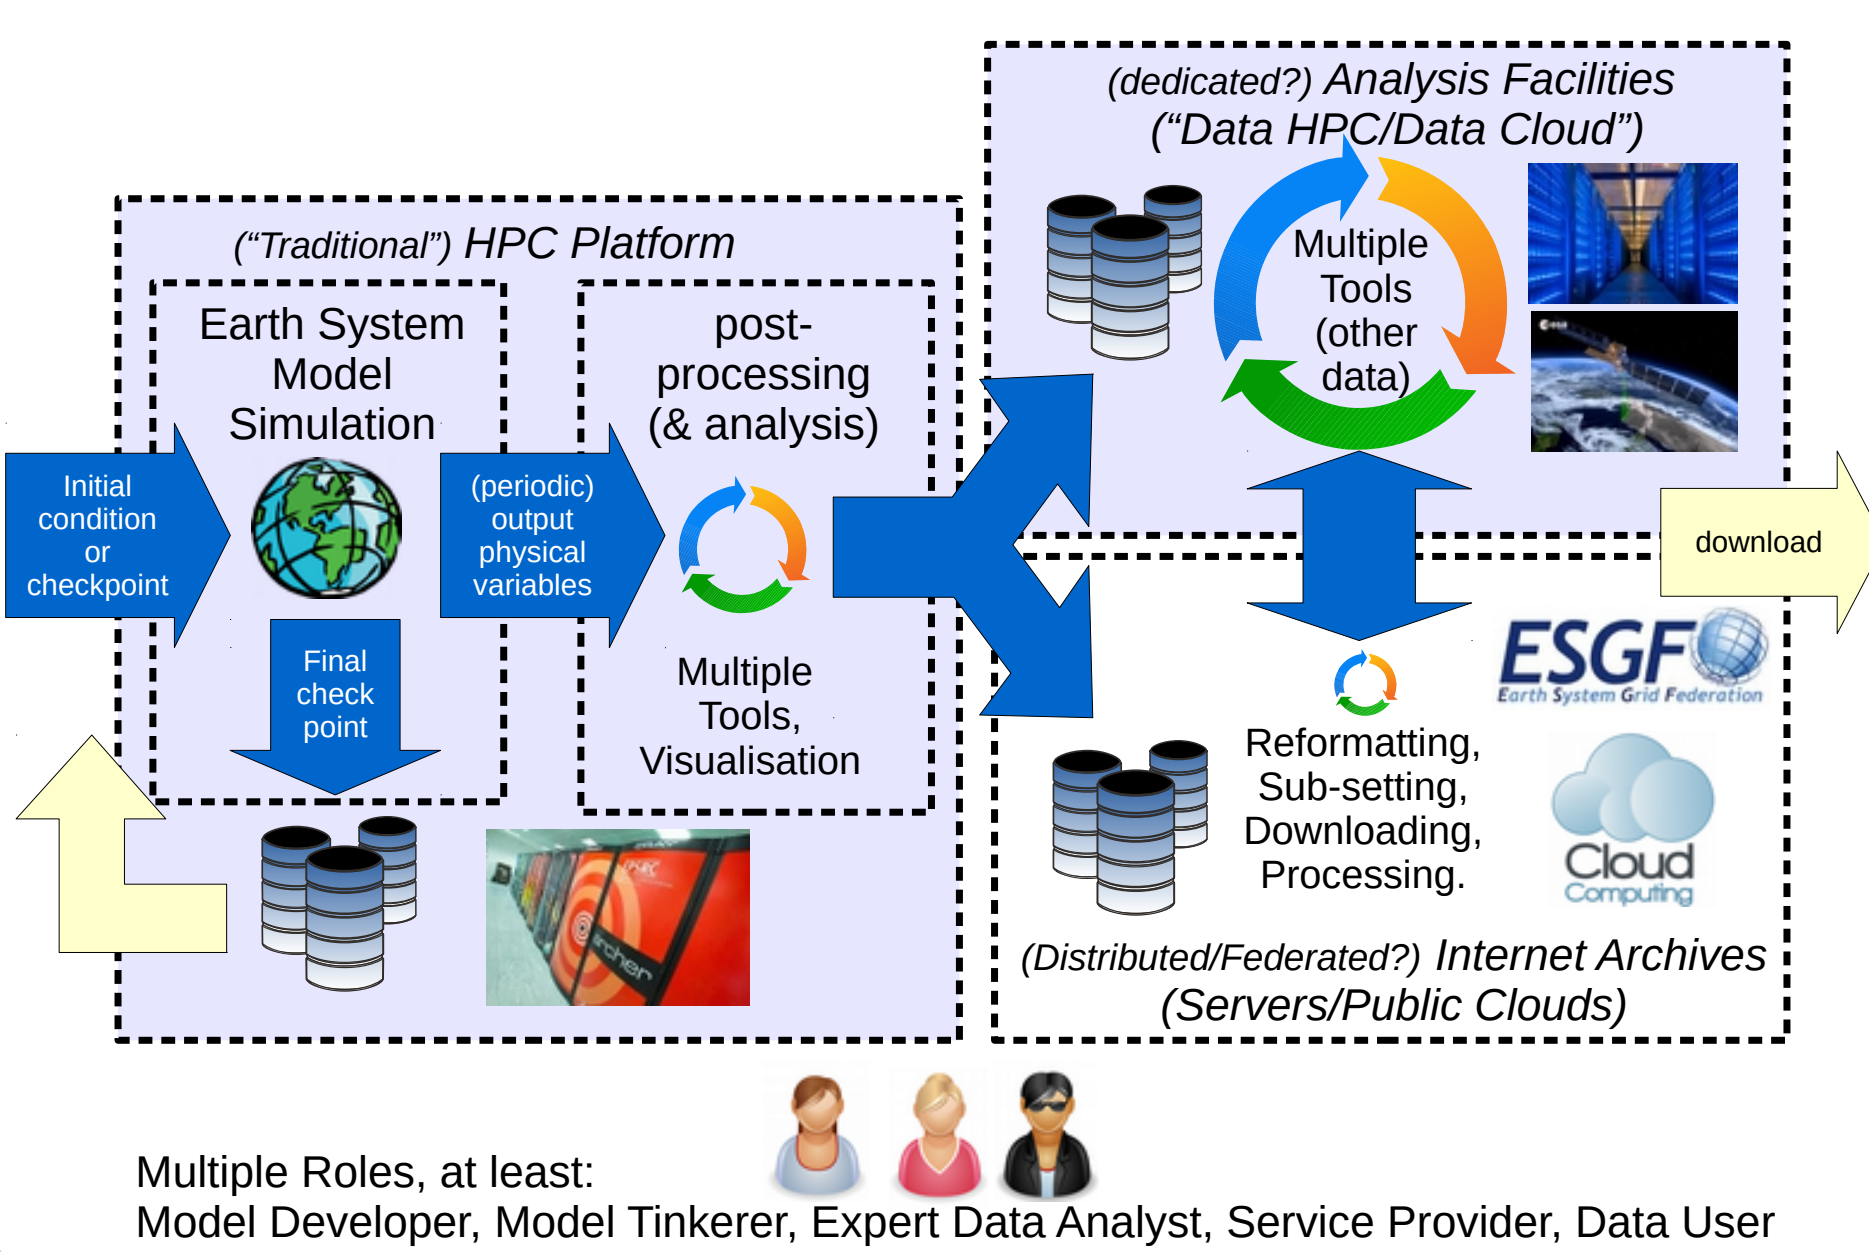 (dedicated?) Analysis Facilities
(“Data HPC/Data Cloud”)
Multiple
Tools
(other
data)
esa
(“Traditional”) HPC Platform
Earth System
Model
Simulation
post-
processing
(& analysis)
Initial
condition
or
checkpoint
(periodic)
output
physical
variables
download
Final
check
point
Multiple
Tools,
Visualisation
ESGF
Earth System Grid Federation
Reformatting,
Sub-setting,
Downloading,
Processing.
Cloud
Computing
archer
(Distributed/Federated?) Internet Archives
(Servers/Public Clouds)
Multiple Roles, at least:
Model Developer, Model Tinkerer, Expert Data Analyst, Service Provider, Data User